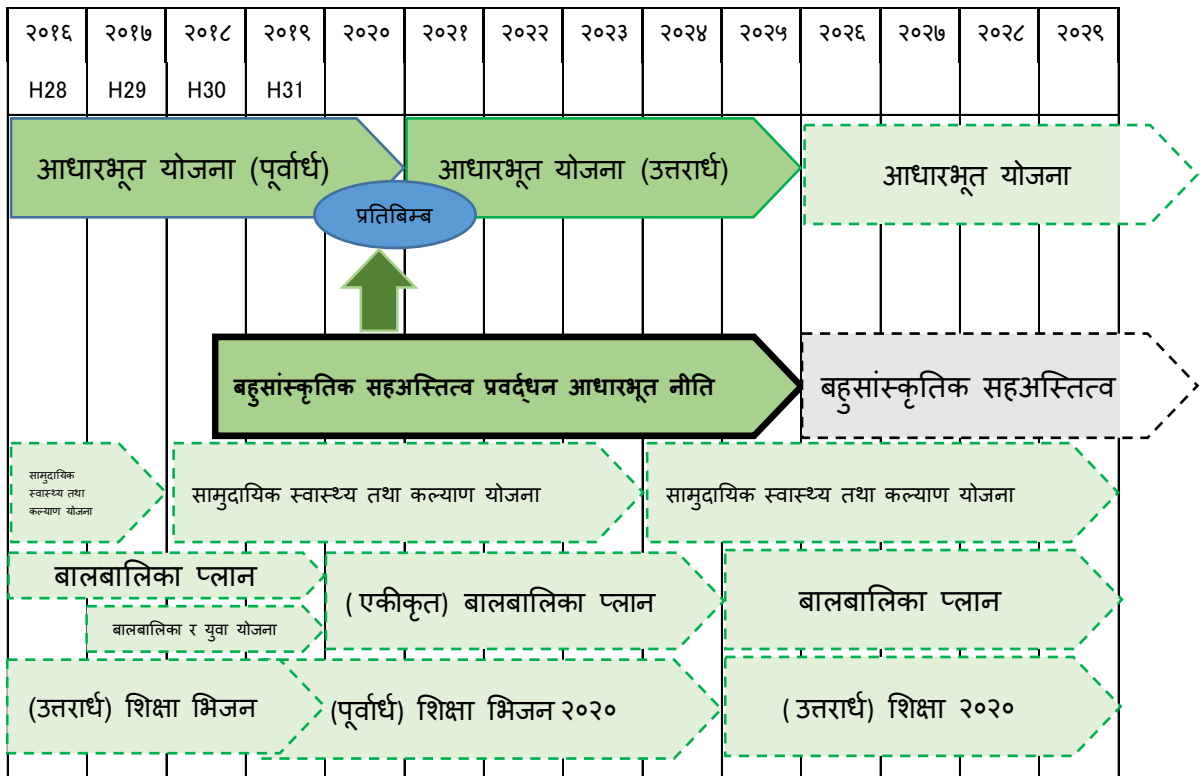 २०१६ २०१७ २०१८ २०१९ २०२० २०२१ २०२२ २०२३ २०२४ २०२५ २०२६ २०२७ २०२८ २०२९
H28 H29 H30 H31
आधारभूत योजना (पूर्वार्ध) आधारभूत योजना (उत्तरार्ध) आधारभूत योजना
प्रतिबिम्ब
बहुसांस्कृतिक सहअस्तित्व प्रवर्द्धन आधारभूत नीति बहुसांस्कृतिक सहअस्तित्व
सामुदायिक
स्वास्थ्य तथा
कल्याण योजना
सामुदायिक स्वास्थ्य तथा कल्याण योजना सामुदायिक स्वास्थ्य तथा कल्याण योजना
बालबालिका प्लान
( एकीकृत) बालबालिका प्लान बालबालिका प्लान
बालबालिका र युवा योजना
(उत्तरार्ध) शिक्षा भिजन (पूर्वार्ध) शिक्षा भिजन २०२० ( उत्तरार्ध) शिक्षा २०२०